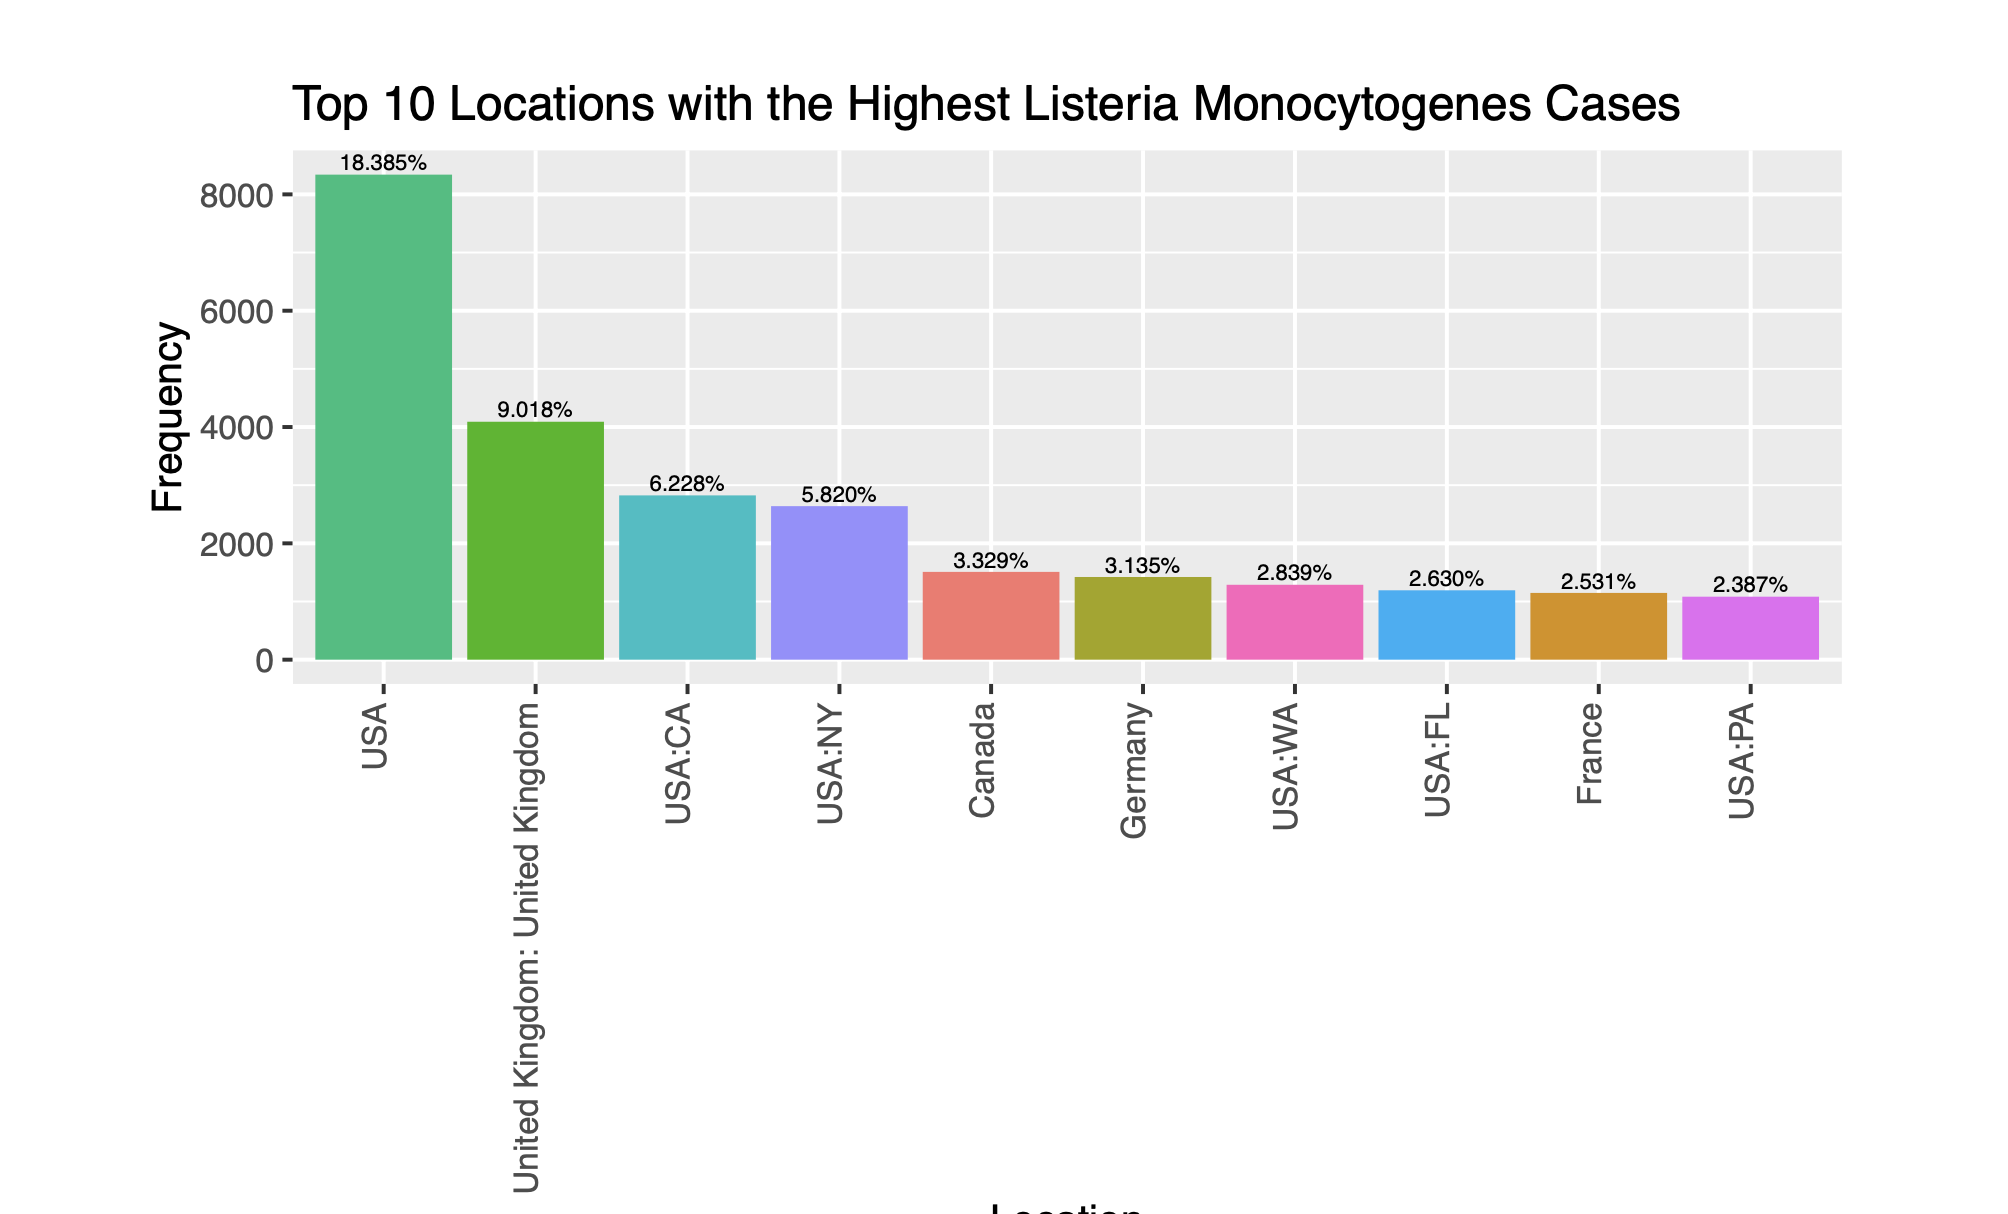 Top 10 Locations with the Highest Listeria Monocytogenes Cases
Frequency
8000
6000
4000
2000
0
18.385%
9.018%
6.228%
5.820%
3.329%
3.135%
2.839%
2.630%
2.531%
2.387%
USA
United Kingdom: United Kingdom
USA:CA
USA:NY
Canada
Germany
USA:WA
USA:FL
France
USA:PA
Location